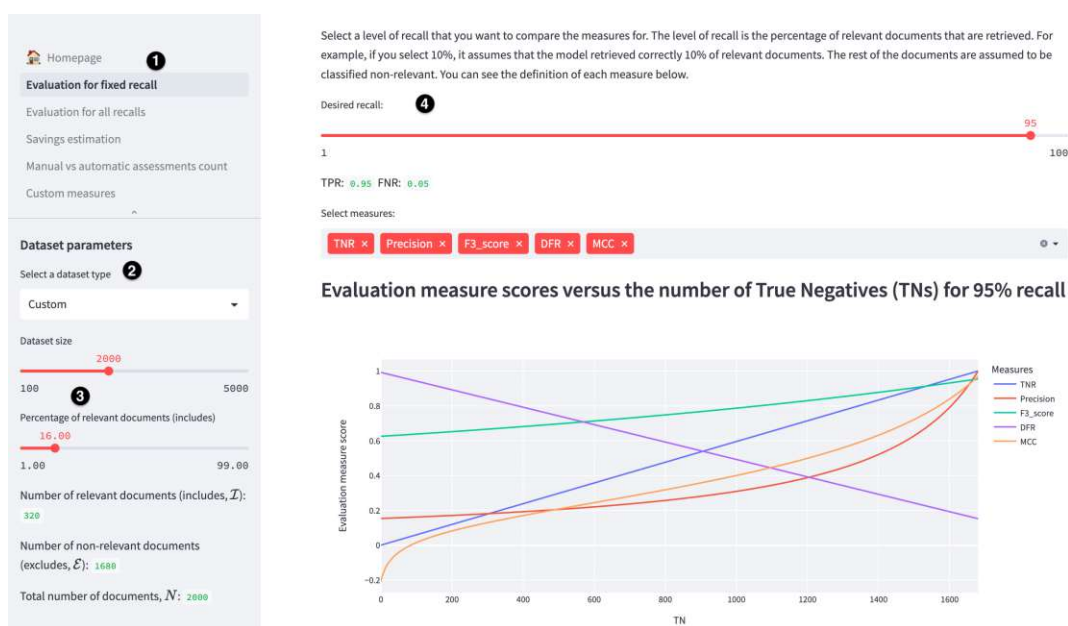 1
🏠 Homepage
Evaluation for fixed recall
Evaluation for all recalls
Savings estimation
Manual vs automatic assessments count
Custom measures
Dataset parameters
Select a dataset type 2
Custom
Dataset size
2000
100 5000
3
Percentage of relevant documents (includes)
16.00
1.00 99.00
Number of relevant documents (includes, ℐ):
320
Number of non-relevant documents
(excludes, ℰ): 1680
Total number of documents, N: 2000
Select a level of recall that you want to compare the measures for. The level of recall is the percentage of relevant documents that are retrieved. For
example, if you select 10%, it assumes that the model retrieved correctly 10% of relevant documents. The rest of the documents are assumed to be
classified non-relevant. You can see the definition of each measure below.
Desired recall: 4
95
1 100
TPR: 0.95 FNR: 0.05
Select measures:
TNR × Precision × F3_score × DFR × MCC ×
Evaluation measure scores versus the number of True Negatives (TNs) for 95% recall
Evaluation measure score
1
0.8
0.6
0.4
0.2
0
−0.2
0 200 400 600 800 1000 1200 1400 1600
TN
Measures
TNR
Precision
F3_score
DFR
MCC